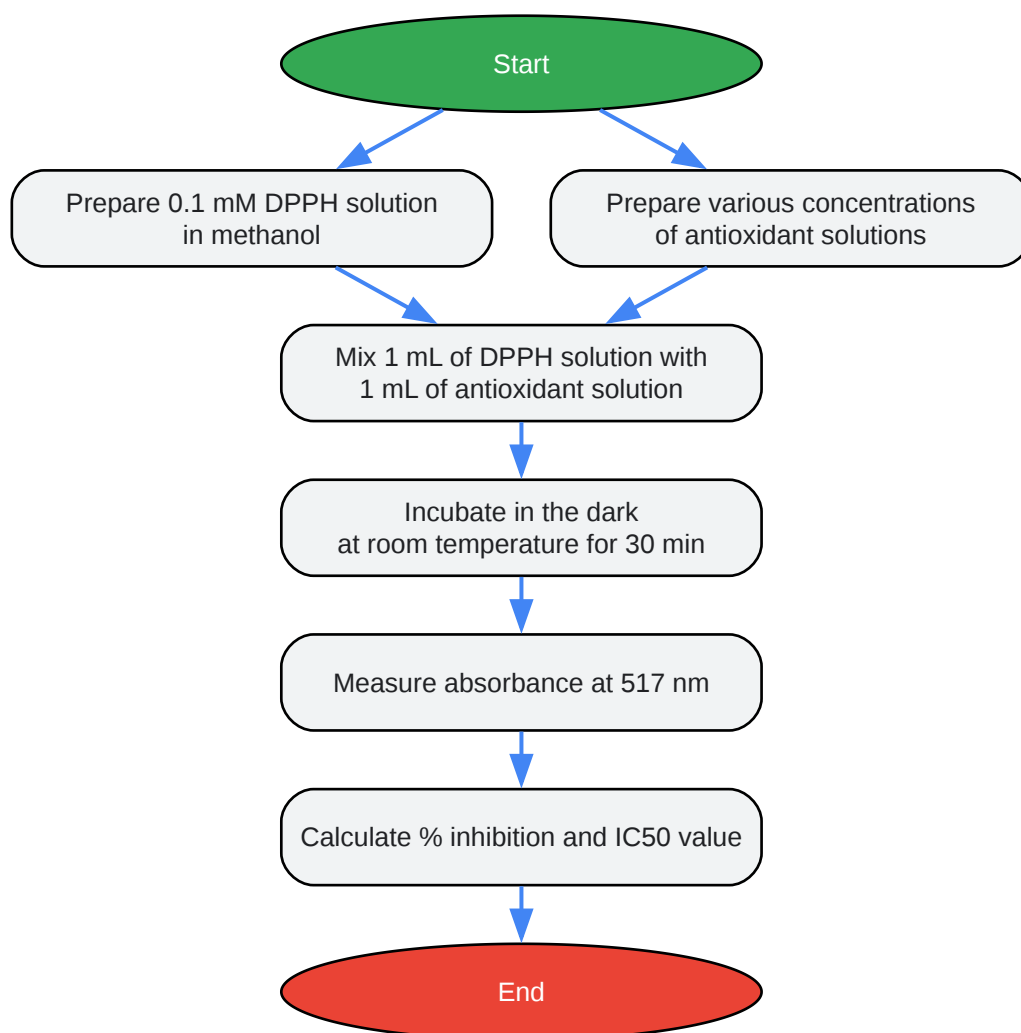 Start
Prepare 0.1 mM DPPH solution
in methanol
Prepare various concentrations
of antioxidant solutions
Mix 1 mL of DPPH solution with
1 mL of antioxidant solution
Incubate in the dark
at room temperature for 30 min
Measure absorbance at 517 nm
Calculate % inhibition and IC50 value
End